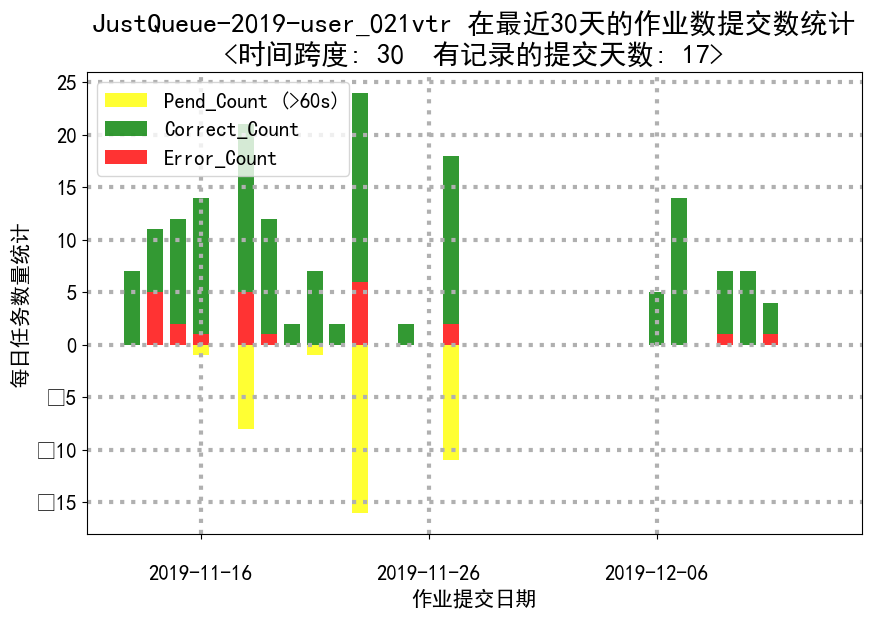 JustQueue-2019-user_021vtr 在最近30天的作业数提交数统计
<时间跨度: 30  有记录的提交天数: 17>
Pend_Count (>60s)
Correct_Count
Error_Count
每日任务数量统计
25
20
15
10
5
0
□5
□10
□15
2019-11-16
2019-11-26
2019-12-06
作业提交日期